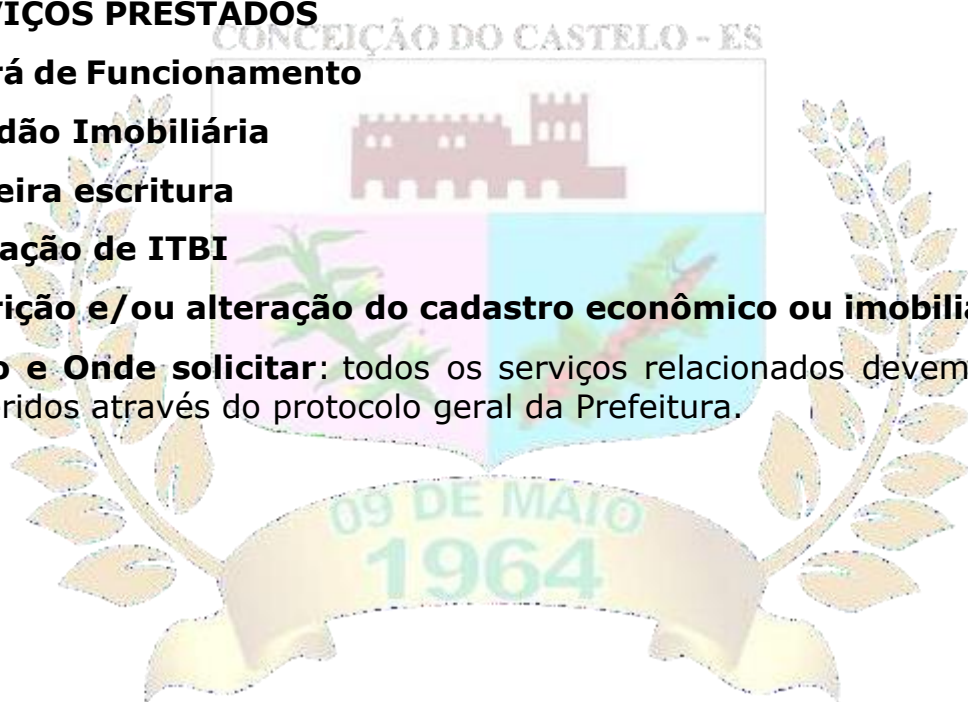 CONCEIÇÃO DO CASTELO - ES
VIÇOS PRESTADOS
rá de Funcionamento
dão Imobiliária
eira escritura
ação de ITBI
rição e/ou alteração do cadastro econômico ou imobilia
o e Onde solicitar: todos os serviços relacionados devem
ridos através do protocolo geral da Prefeitura.
09 DE MAIO
1964